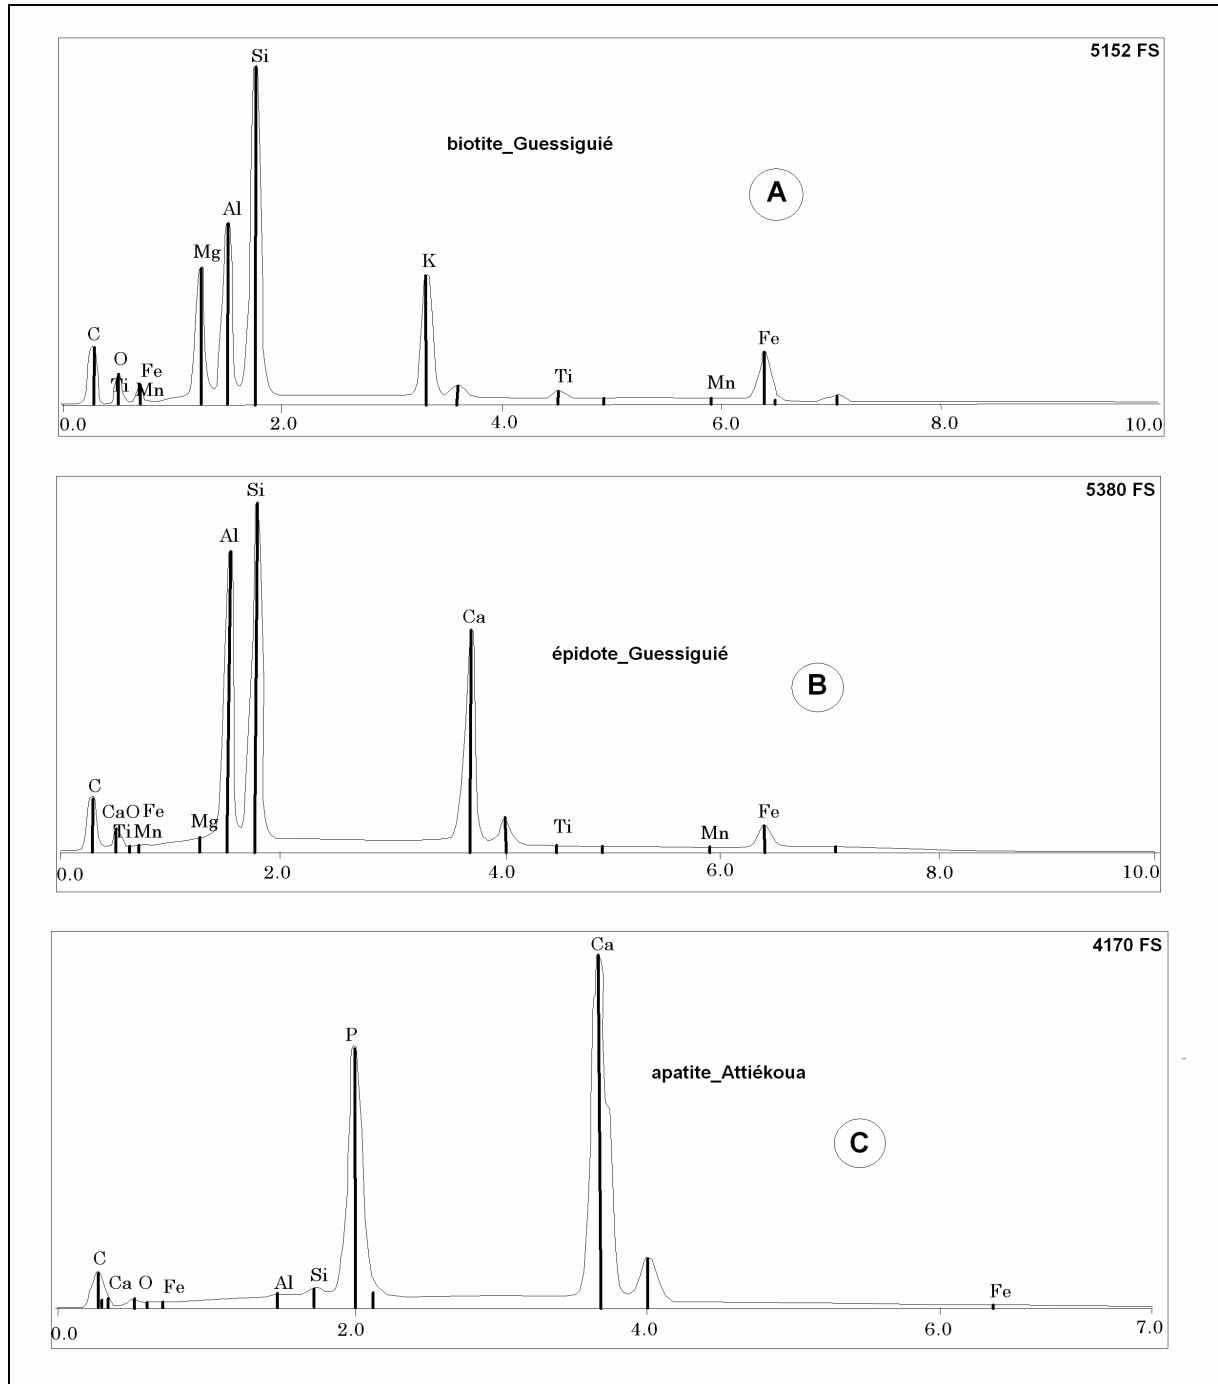 5152 FS
Si
biotite_Guessiguié
A
Al
Mg
K
C
O
Fe
Ti
Mn
Ti
Mn
Fe
0.0 2.0 4.0 6.0 8.0 10.0
5380 FS
Si
Al
Ca
épidote_Guessiguié
B
C
Ca O Fe
Ti Mn
Mg
Ti
Mn
Fe
0.0 2.0 4.0 6.0 8.0 10.0
4170 FS
Ca
P
apatite_Attiékoua
C
C
Ca O Fe
Al
Si
Fe
0.0 2.0 4.0 6.0 7.0